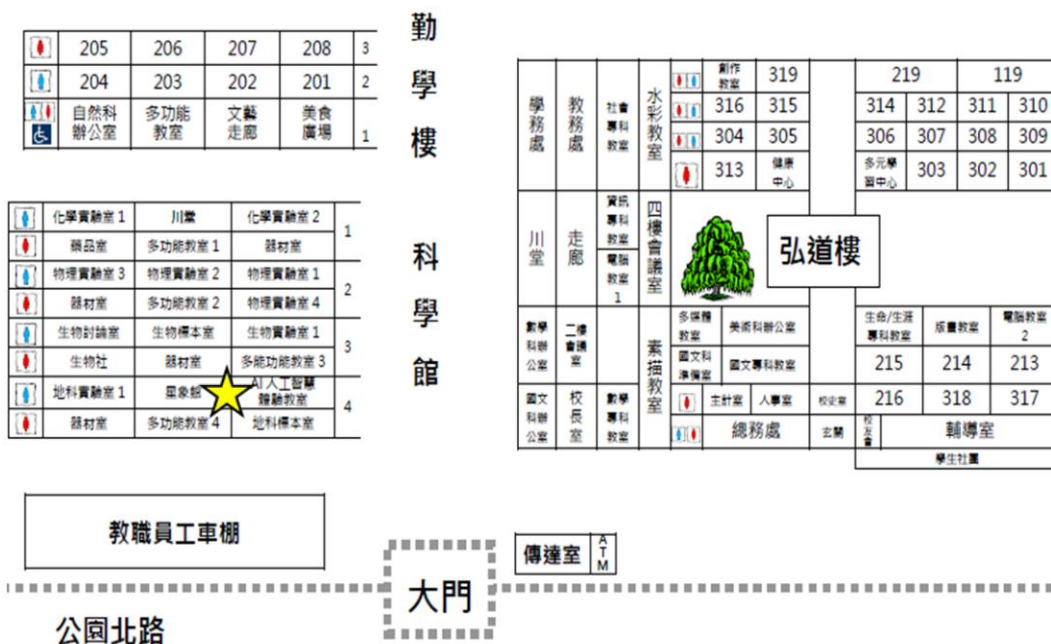 勤學樓
205 206 207 208 3
204 203 202 201 2
自然科辦公室 多功能教室 文藝走廊 美食廣場 1
科學館
化學實驗室1 川堂 化學實驗室2 1
藥品室 多功能教室1 器材室
物理實驗室3 物理實驗室2 物理實驗室1 2
器材室 多功能教室2 物理實驗室4
生物討論室 生物標本室 生物實驗室1 3
生物社 器材室 多能功能教室3
地科實驗室1 星象館 AI人工智慧體驗教室 4
器材室 多功能教室4 地科標本室
學務處 教務處 社會專科教室 水彩教室
創作教室 319 219 119
316 315 314 312 311 310
304 305 306 307 308 309
313 健康中心 多元學習中心 303 302 301
川堂 走廊 資訊專科教室 電腦教室1 四樓會議室
弘道樓
數學科辦公室 二樓會議室 素描教室
多媒體教室 美術科辦公室 生命/生涯專科教室 版畫教室 電腦教室2
國文科準備室 國文專科教室 215 214 213
國文科辦公室 校長室 數學專科教室
主計室 人事室 校史室 216 318 317
總務處 玄關 校友會 輔導室
學生社團
教職員工車棚
傳達室 ATM
大門
公園北路